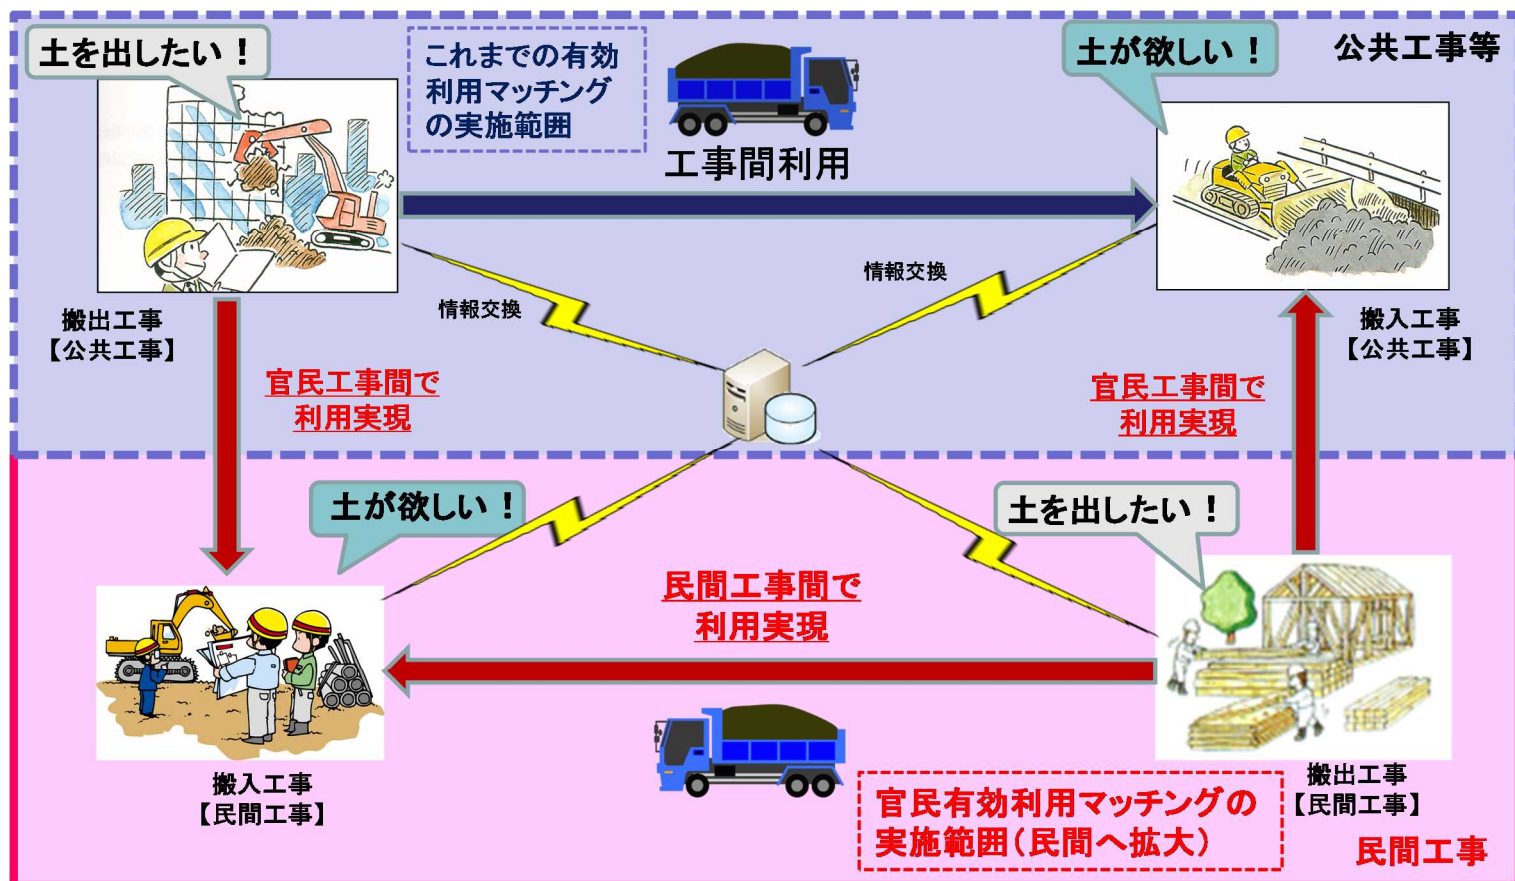 土を出したい！
これまでの有効
利用マッチング
の実施範囲
土が欲しい！
公共工事等
工事間利用
情報交換
情報交換
搬出工事
【公共工事】
搬入工事
【公共工事】
官民工事間で
利用実現
官民工事間で
利用実現
土が欲しい！
土を出したい！
民間工事間で
利用実現
搬入工事
【民間工事】
搬出工事
【民間工事】
官民有効利用マッチングの
実施範囲（民間へ拡大）
民間工事